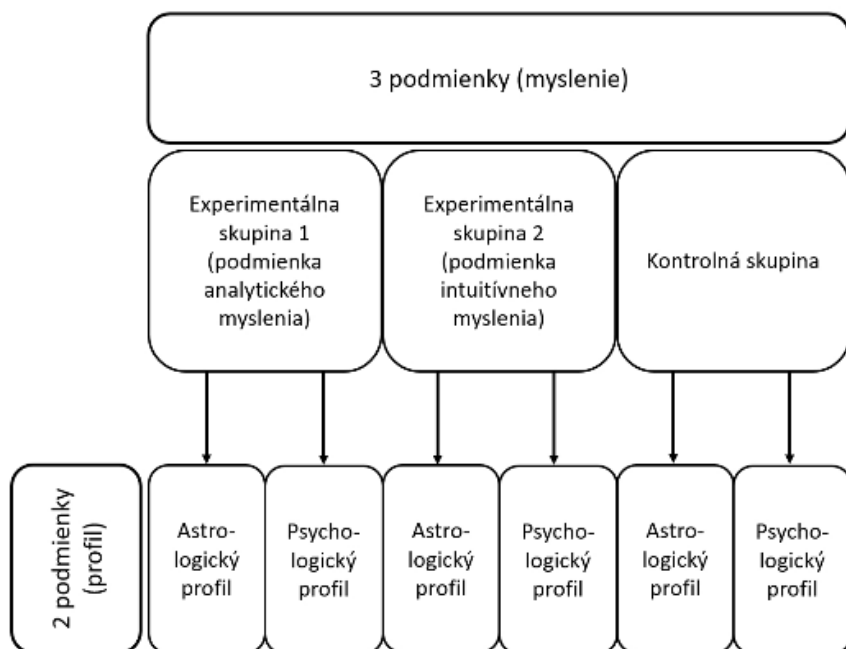 3 podmienky (myslenie)
Experimentálna
skupina 1
(podmienka
analytického
myslenia)
Experimentálna
skupina 2
(podmienka
intuitívneho
myslenia)
Kontrolná skupina
2 podmienky
(profil)
Astro-
logický
profil
Psycho-
logický
profil
Astro-
logický
profil
Psycho-
logický
profil
Astro-
logický
profil
Psycho-
logický
profil